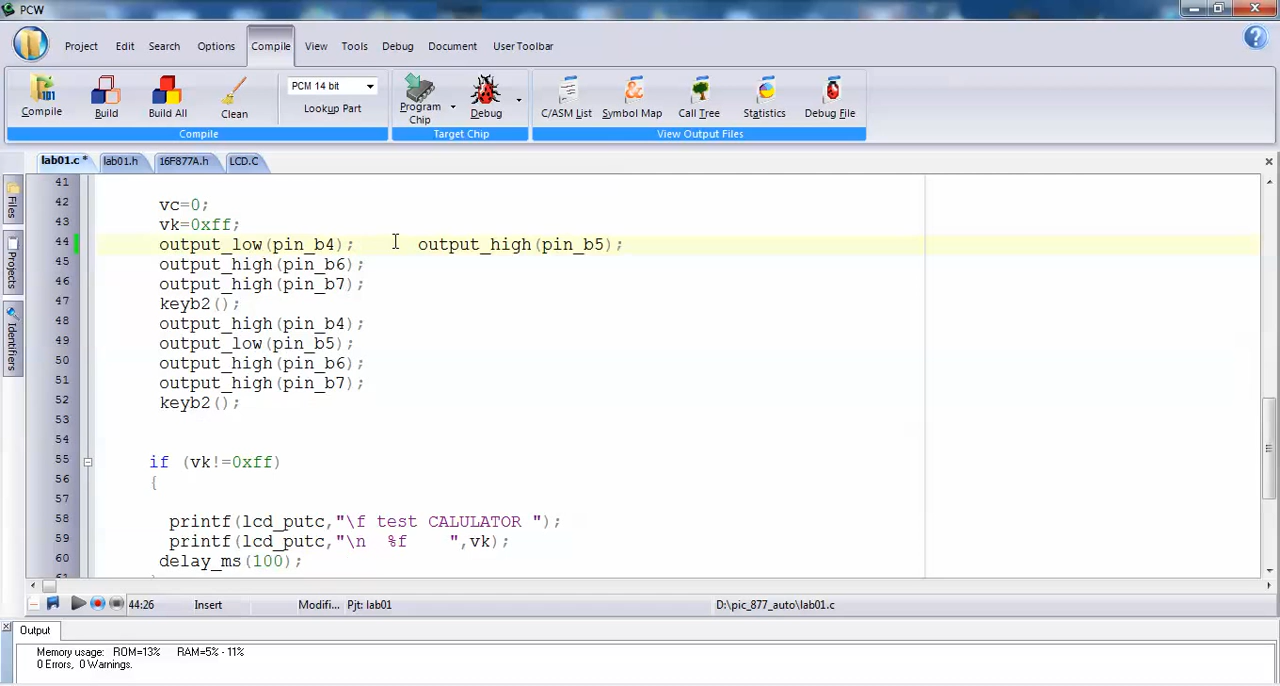 PCW
Project Edit Search Options Compile View Tools Debug Document User Toolbar
Compile Build Build All Clean PCM 14 bit Lookup Part Program Chip Debug C/ASM List Symbol Map Call Tree Statistics Debug File
Compile Target Chip View Output Files
lab01.c * lab01.h 16F877A.h LCD.C
Files
Projects
Identifiers
41
42 vc=0;
43 vk=0xff;
44 output_low(pin_b4); output_high(pin_b5);
45 output_high(pin_b6);
46 output_high(pin_b7);
47 keyb2();
48 output_high(pin_b4);
49 output_low(pin_b5);
50 output_high(pin_b6);
51 output_high(pin_b7);
52 keyb2();
53
54
55 if (vk!=0xff)
56 {
57
58 printf(lcd_putc,"\f test CALULATOR ");
59 printf(lcd_putc,"\n %f ",vk);
60 delay_ms(100);
61
44:26 Insert Modifi... Pjt: lab01 D:\pic_877_auto\lab01.c
Output
Memory usage: ROM=13% RAM=5% - 11%
0 Errors, 0 Warnings.